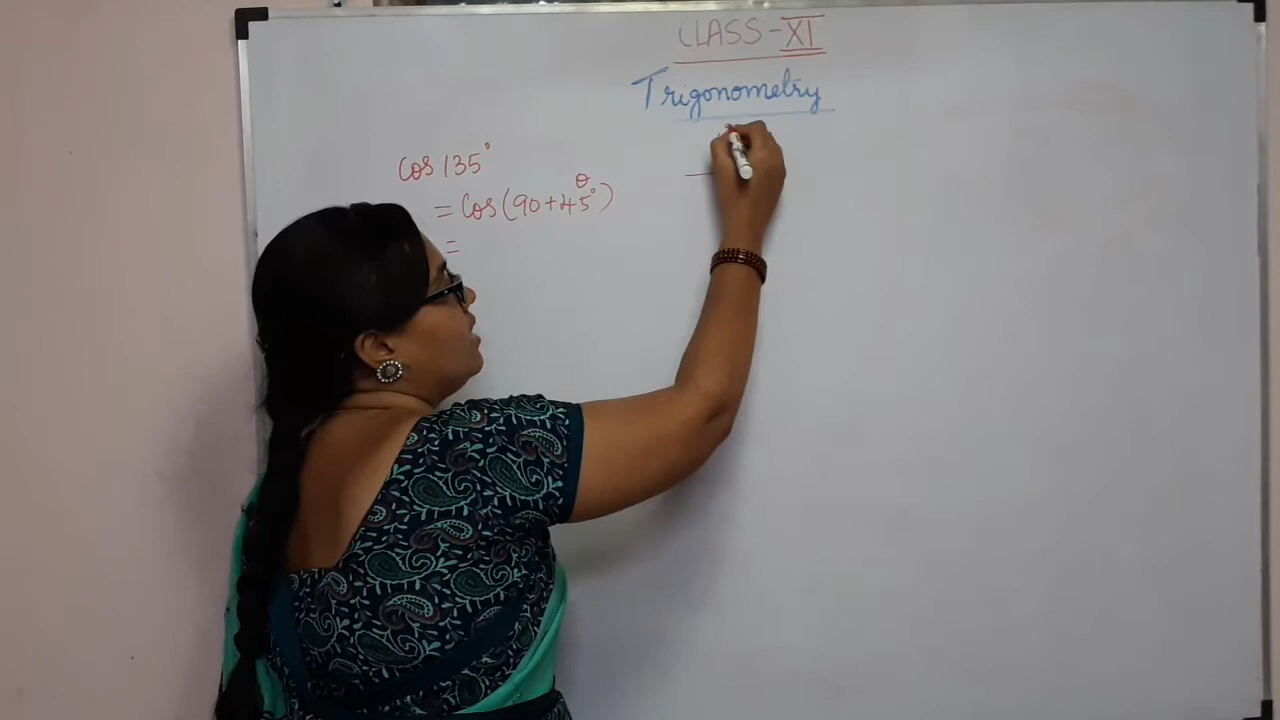 CLASS-XI
Trigonometry
cos 135°
θ
= cos(90+45°)
=